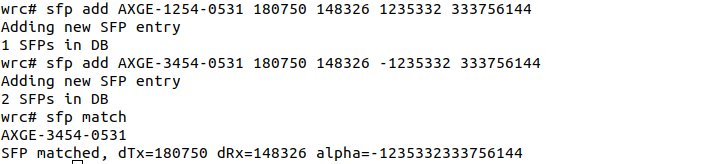 wrc# sfp add AXGE-1254-0531 180750 148326 1235332 333756144
Adding new SFP entry
1 SFPs in DB
wrc# sfp add AXGE-3454-0531 180750 148326 -1235332 333756144
Adding new SFP entry
2 SFPs in DB
wrc# sfp match
AXGE-3454-0531
SFP matched, dTx=180750 dRx=148326 alpha=-1235332333756144